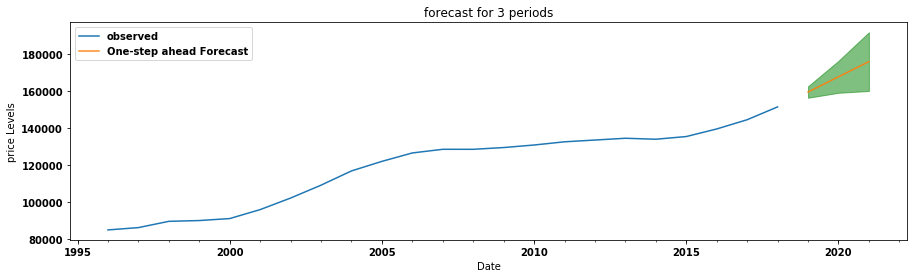 forecast for 3 periods
observed
One-step ahead Forecast
price Levels
180000
160000
140000
120000
100000
80000
1995
2000
2005
2010
2015
2020
Date